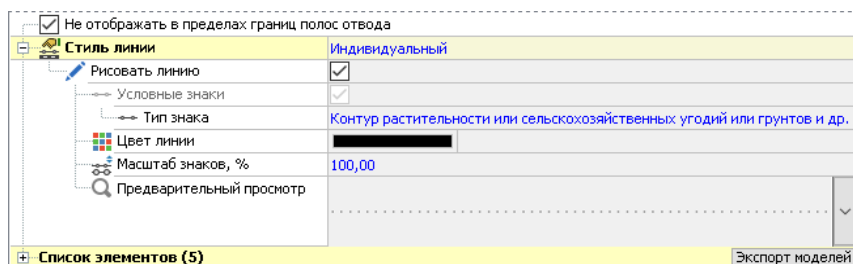 Не отображать в пределах границ полос отвода
Стиль линии Индивидуальный
Рисовать линию
Условные знаки
Тип знака Контур растительности или сельскохозяйственных угодий или грунтов и др.
Цвет линии
Масштаб знаков, % 100,00
Предварительный просмотр
Список элементов (5) Экспорт моделей